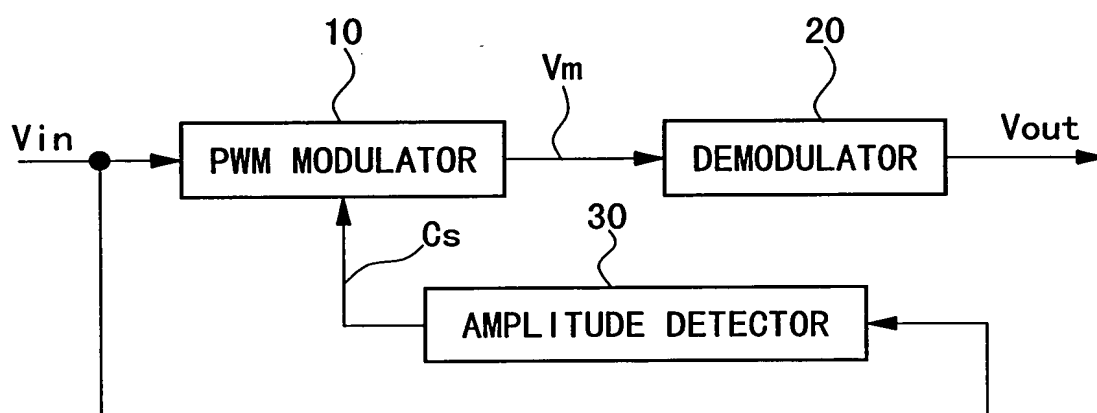 10
20
Vm
Vin
PWM MODULATOR
DEMODULATOR
Vout
Cs
30
AMPLITUDE DETECTOR